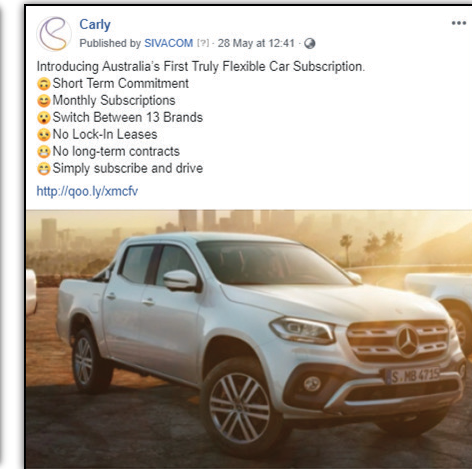 Carly
Published by SIVACOM [?] · 28 May at 12:41 ·
Introducing Australia's First Truly Flexible Car Subscription.
🙃 Short Term Commitment
😊 Monthly Subscriptions
😮 Switch Between 13 Brands
😥 No Lock-In Leases
😢 No long-term contracts
😁 Simply subscribe and drive
http://qoo.ly/xmcfv
S MB 4715